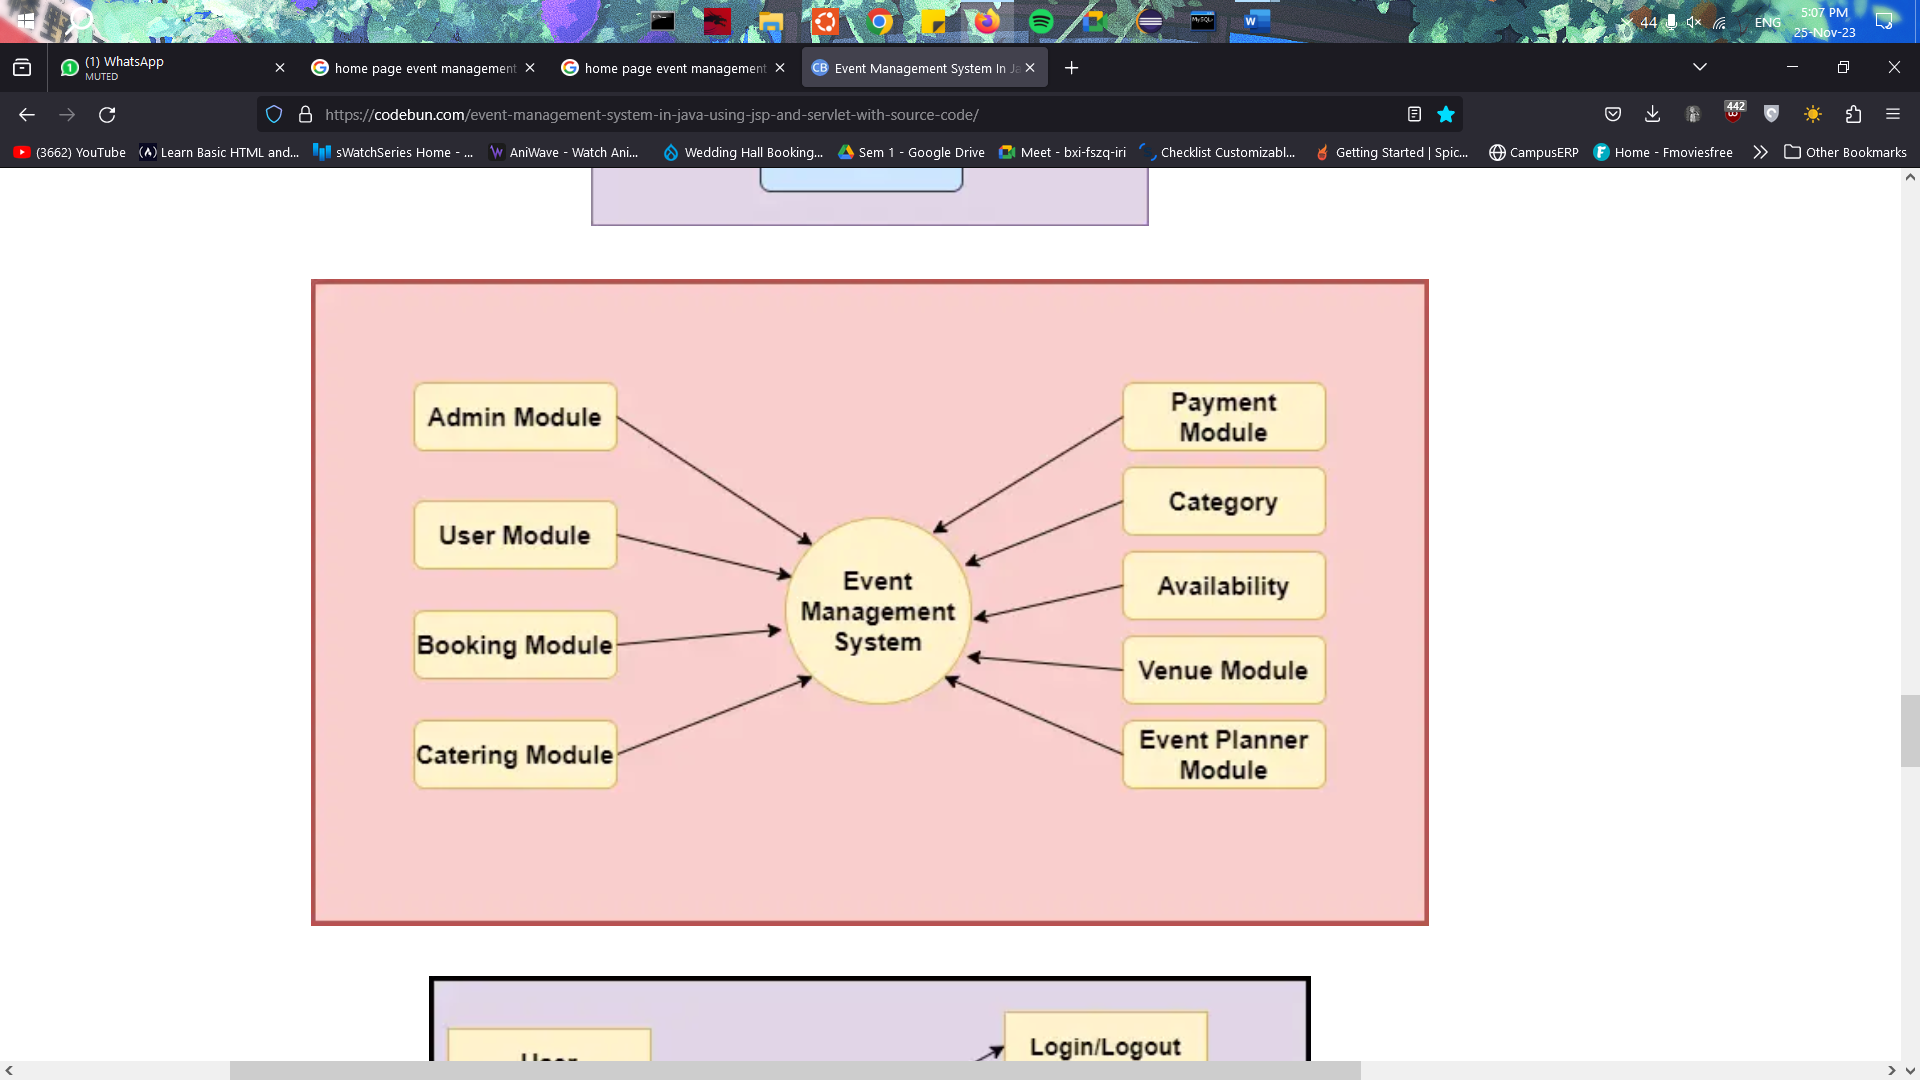 44
ENG
5:07 PM
25-Nov-23
(1) WhatsApp
MUTED
home page event management
home page event management
CB
Event Management System In Ja
https://codebun.com/event-management-system-in-java-using-jsp-and-servlet-with-source-code/
442
(3662) YouTube
Learn Basic HTML and...
sWatchSeries Home - ...
AniWave - Watch Ani...
Wedding Hall Booking...
Sem 1 - Google Drive
Meet - bxi-fszq-iri
Checklist Customizabl...
Getting Started | Spic...
CampusERP
Home - Fmoviesfree
Other Bookmarks
Admin Module
User Module
Booking Module
Catering Module
Event
Management
System
Payment
Module
Category
Availability
Venue Module
Event Planner
Module
User
Login/Logout